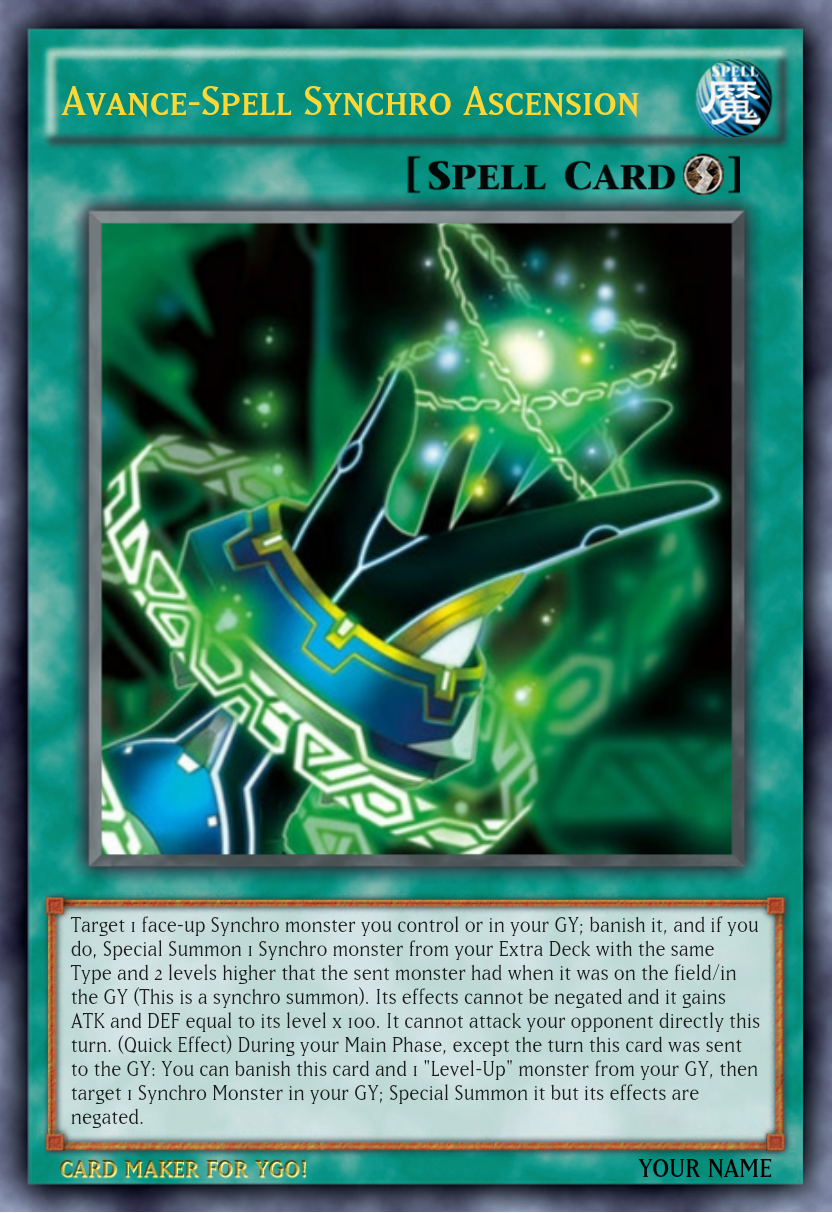 Avance-Spell Synchro Ascension
SPELL
魔
[Spell Card]
Target 1 face-up Synchro monster you control or in your GY; banish it, and if you
do, Special Summon 1 Synchro monster from your Extra Deck with the same
Type and 2 levels higher that the sent monster had when it was on the field/in
the GY (This is a synchro summon). Its effects cannot be negated and it gains
ATK and DEF equal to its level x 100. It cannot attack your opponent directly this
turn. (Quick Effect) During your Main Phase, except the turn this card was sent
to the GY: You can banish this card and 1 "Level-Up" monster from your GY, then
target 1 Synchro Monster in your GY; Special Summon it but its effects are
negated.
CARD MAKER FOR YGO!
YOUR NAME